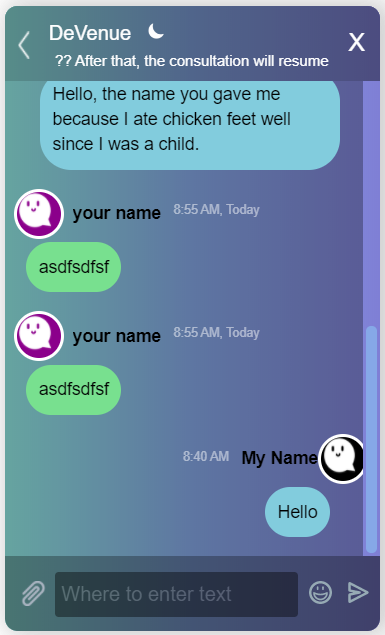 DeVenue
X
?? After that, the consultation will resume
Hello, the name you gave me
because I ate chicken feet well
since I was a child.
your name 8:55 AM, Today
asdfsdfsf
your name 8:55 AM, Today
asdfsdfsf
8:40 AM My Name
Hello
Where to enter text